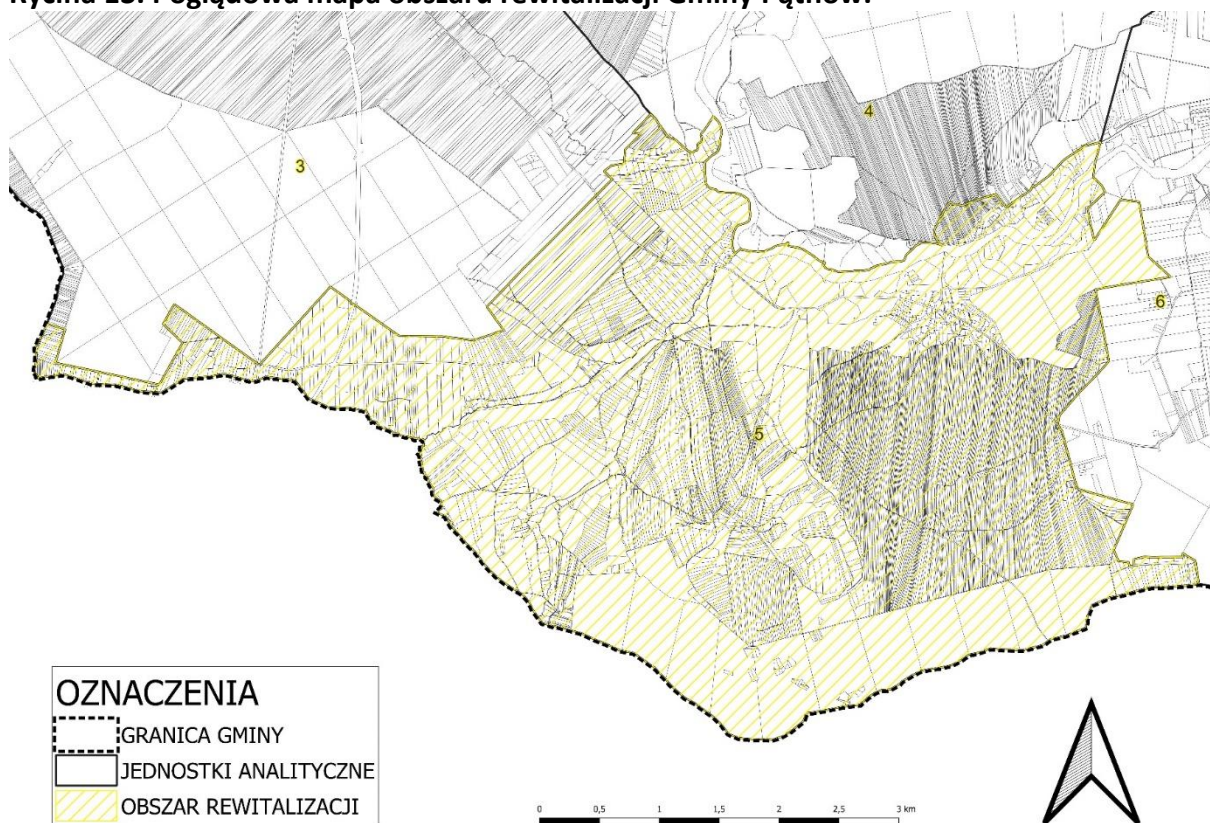 Rycina 23. Poglądowa mapa obszaru rewitalizacji Gminy Pątnów.
4
3
6
5
OZNACZENIA
GRANICA GMINY
JEDNOSTKI ANALITYCZNE
OBSZAR REWITALIZACJI
0 0,5 1 1,5 2 2,5 3 km